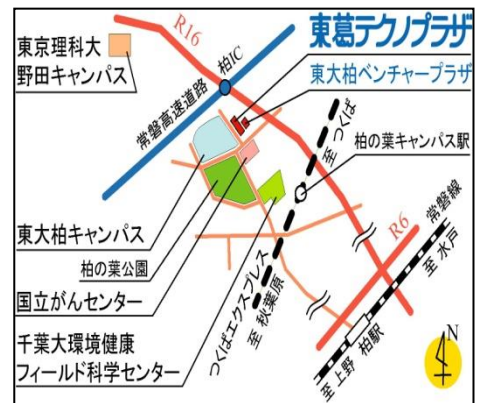 東京理科大
野田キャンパス
R16
柏IC
常磐高速道路
東葛テクノプラザ
東大柏ベンチャープラザ
至 つくば
柏の葉キャンパス駅
東大柏キャンパス
柏の葉公園
国立がんセンター
千葉大環境健康
フィールド科学センター
つくばエクスプレス
至 秋葉原
R6
常磐線
至 水戸
柏駅
至 上野
N